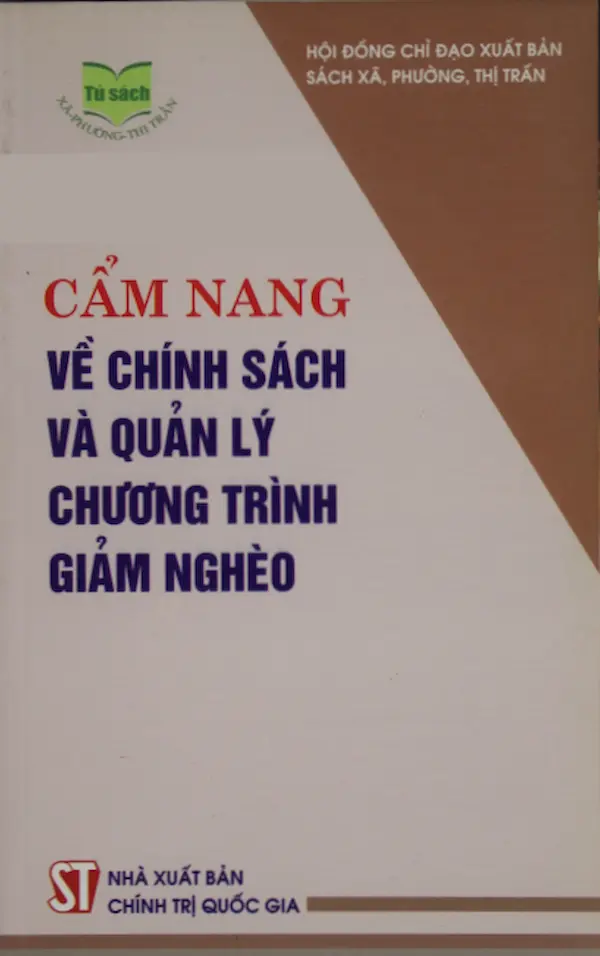 HỘI ĐỒNG CHỈ ĐẠO XUẤT BẢN
SÁCH XÃ, PHƯỜNG, THỊ TRẤN
Tủ sách
XÃ-PHƯỜNG-THỊ TRẤN
CẨM NANG
VỀ CHÍNH SÁCH
VÀ QUẢN LÝ
CHƯƠNG TRÌNH
GIẢM NGHÈO
ST
NHÀ XUẤT BẢN
CHÍNH TRỊ QUỐC GIA